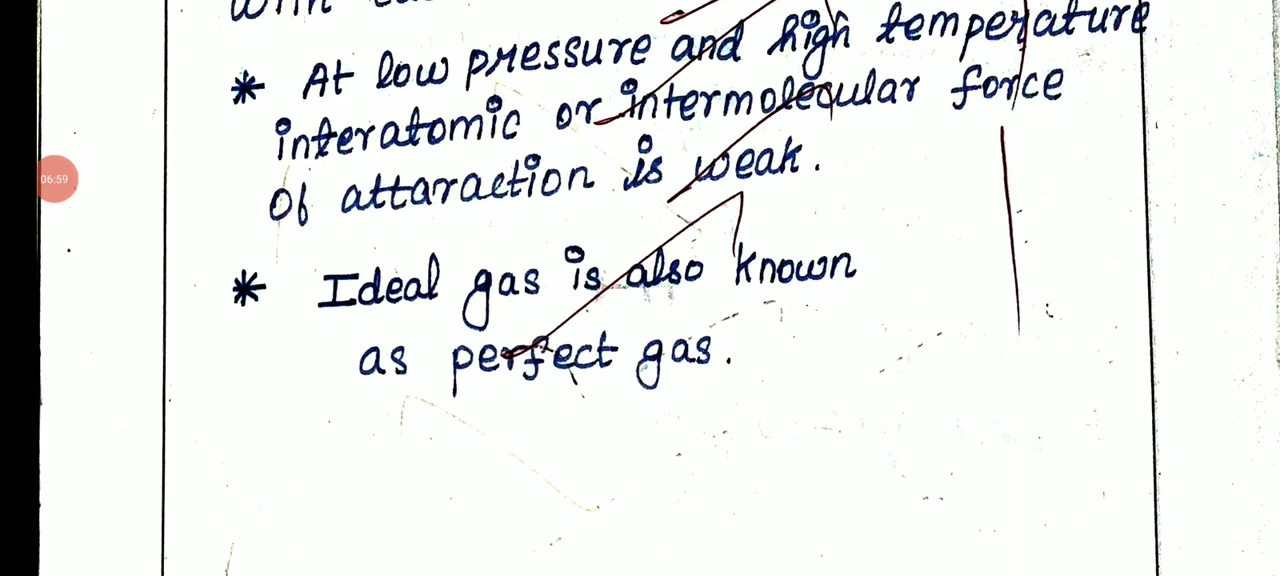 with
* At low pressure and high temperature
interatomic or intermolecular force
of attaraction is weak.
06:59
* Ideal gas is also known
as perfect gas.